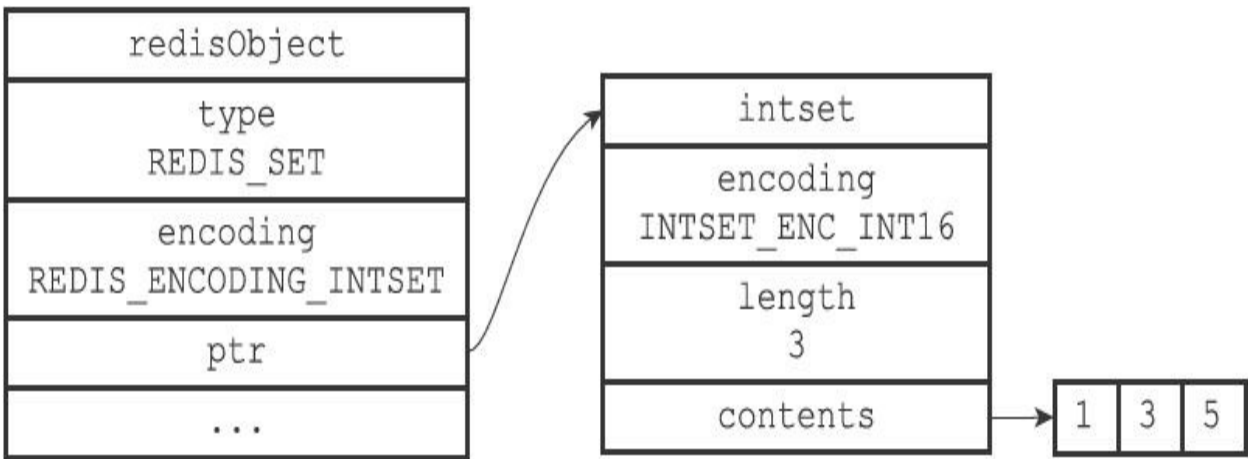 redisObject
type
REDIS_SET
encoding
REDIS_ENCODING_INTSET
ptr
...
intset
encoding
INTSET_ENC_INT16
length
3
contents
1 3 5